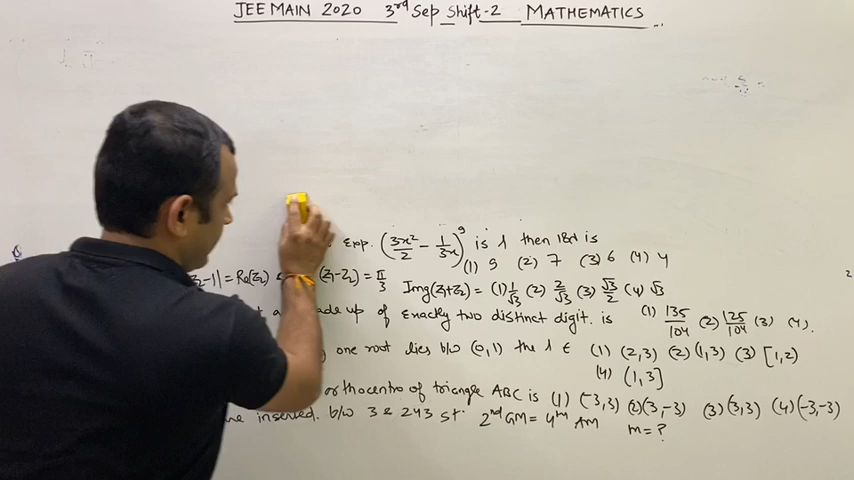 JEE MAIN 2020 3rd Sep Shift-2 MATHEMATICS
Exp. (3x²/2 - 1/3x)⁹ is λ then 18λ is
(1) 9 (2) 7 (3) 6 (4) 4
z₂-1| = Re(z₂) (z₁-z₂) = π/3 Img(z₁+z₂) = (1) 1/√3 (2) 2/√3 (3) √3/2 (4) √3
made up of exactly two distinct digit. is (1) 135/104 (2) 125/104 (3) (4).
one root lies b/w (0,1) the λ ∈ (1) (2,3) (2) (1,3) (3) [1,2)
(4) (1,3]
orthocentro of triangle ABC is (1) (-3,3) (2) (3,-3) (3) (3,3) (4) (-3,-3)
inserted. b/w 3 & 243 st. 2nd GM = 4th AM m = ?